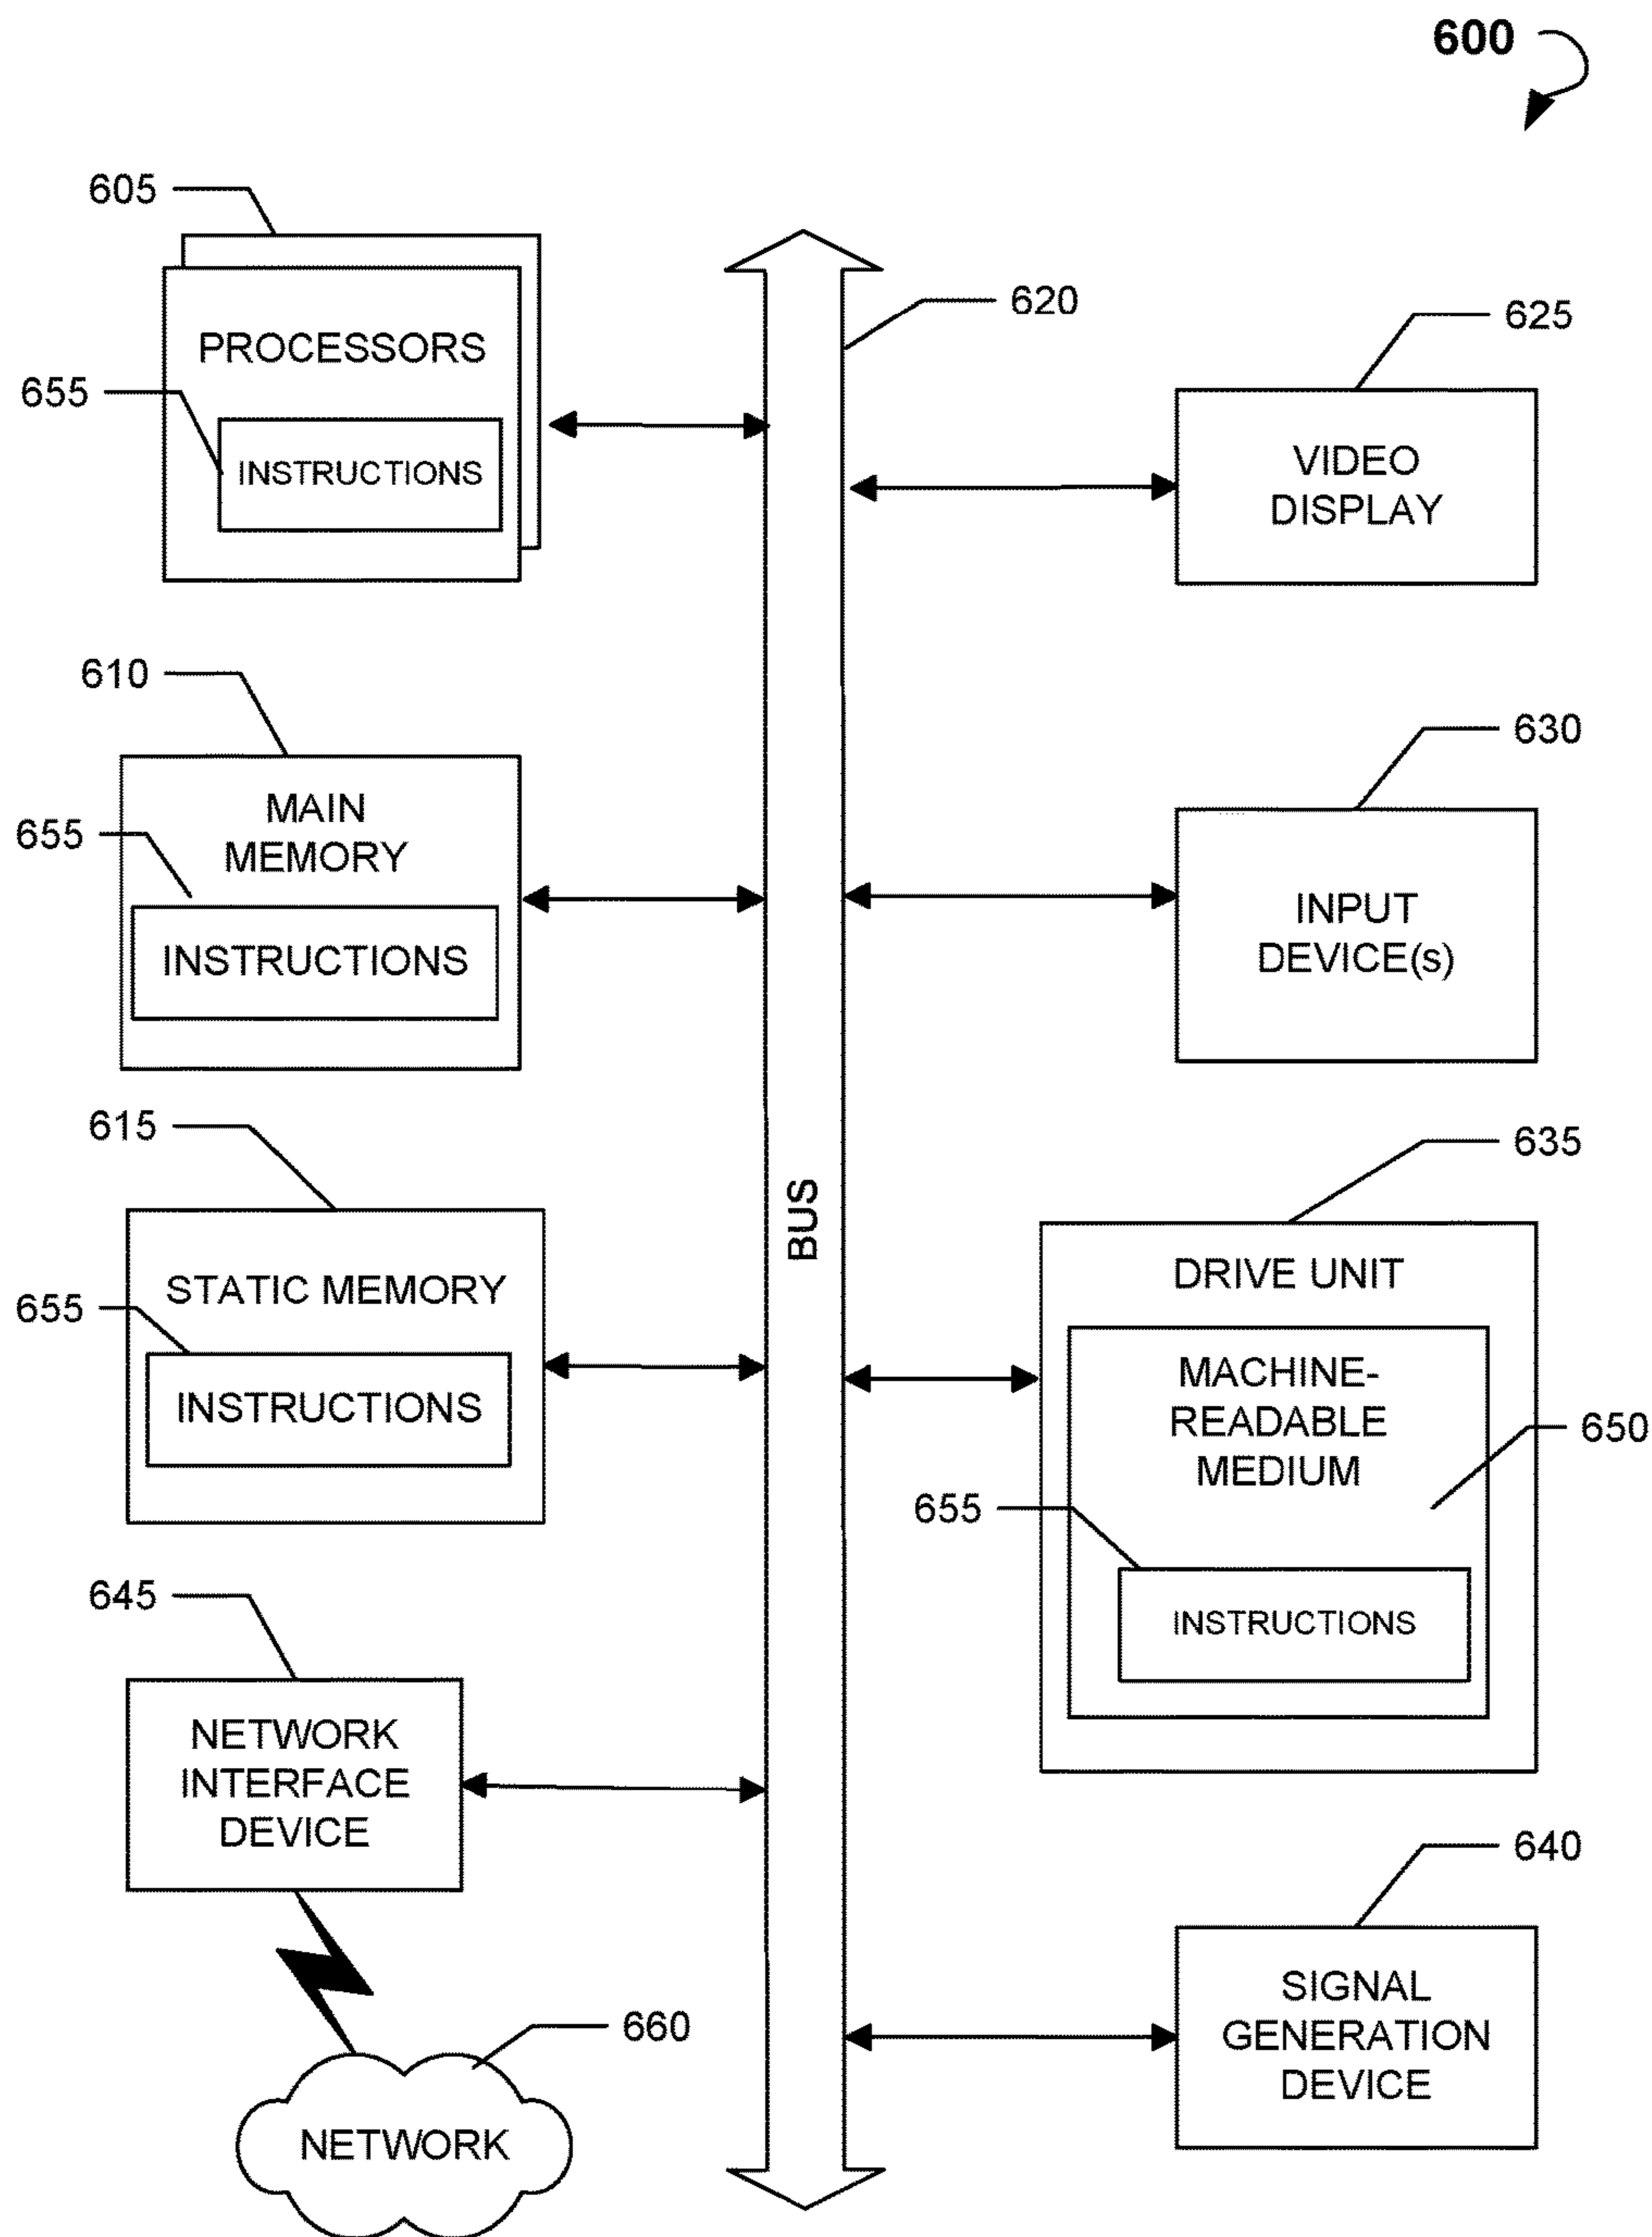 600
605
PROCESSORS
655
INSTRUCTIONS
620
625
VIDEO
DISPLAY
610
MAIN
MEMORY
655
INSTRUCTIONS
630
INPUT
DEVICE(s)
615
STATIC MEMORY
655
INSTRUCTIONS
BUS
635
DRIVE UNIT
MACHINE-
READABLE
MEDIUM
650
655
INSTRUCTIONS
645
NETWORK
INTERFACE
DEVICE
640
SIGNAL
GENERATION
DEVICE
660
NETWORK